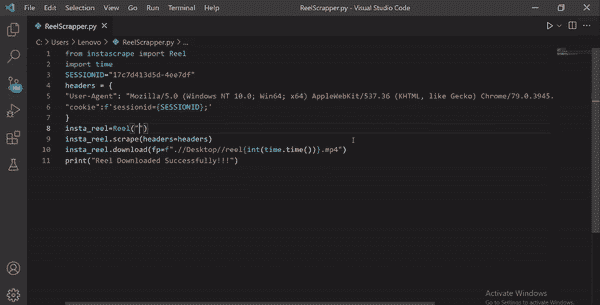 File Edit Selection View Go Run Terminal Help ReelScrapper.py - Visual Studio Code
ReelScrapper.py
C: > Users > Lenovo > ReelScrapper.py > ...
1 from instascrape import Reel
2 import time
3 SESSIONID="17c7d413d5d-4ee7df"
4 headers = {
5 "User-Agent": "Mozilla/5.0 (Windows NT 10.0; Win64; x64) AppleWebKit/537.36 (KHTML, like Gecko) Chrome/79.0.3945.
6 "cookie":f'sessionid={SESSIONID};'
7 }
8 insta_reel=Reel("")
9 insta_reel.scrape(headers=headers)
10 insta_reel.download(fp=f".//Desktop//reel{int(time.time())}.mp4")
11 print("Reel Downloaded Successfully!!!")
Activate Windows
Go to Settings to activate Windows.